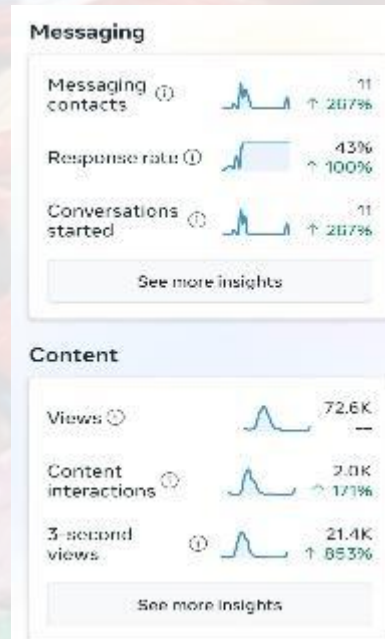 Messaging
Messaging
contacts
11
↑ 267%
Response rate
43%
↑ 100%
Conversations
started
11
↑ 267%
See more insights
Content
Views
72.6K
--
Content
interactions
2.0K
↑ 171%
3-second
views
21.4K
↑ 853%
See more insights